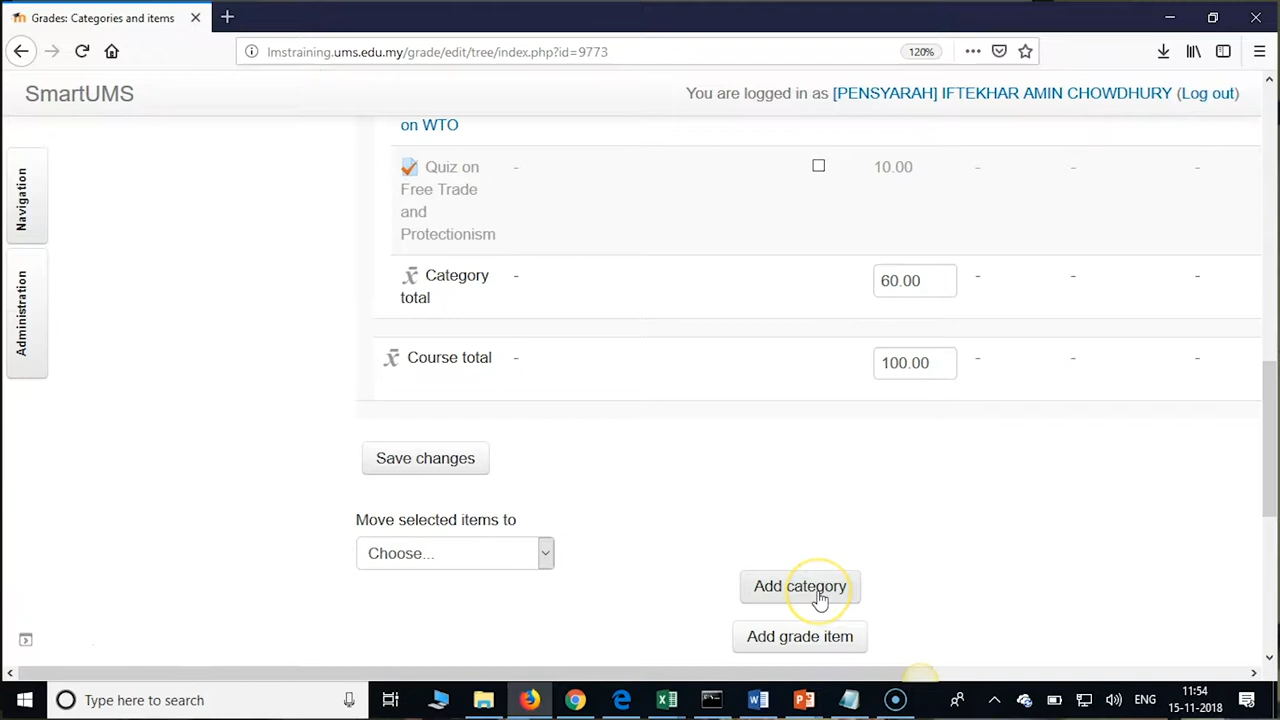 Grades: Categories and items
lmstraining.ums.edu.my/grade/edit/tree/index.php?id=9773
120%
SmartUMS
You are logged in as [PENSYARAH] IFTEKHAR AMIN CHOWDHURY (Log out)
Navigation
Administration
on WTO
Quiz on - 10.00 - - -
Free Trade
and
Protectionism
x̄ Category - 60.00 - - -
total
x̄ Course total - 100.00 - - -
Save changes
Move selected items to
Choose...
Add category
Add grade item
Type here to search
ENG
11:54
15-11-2018